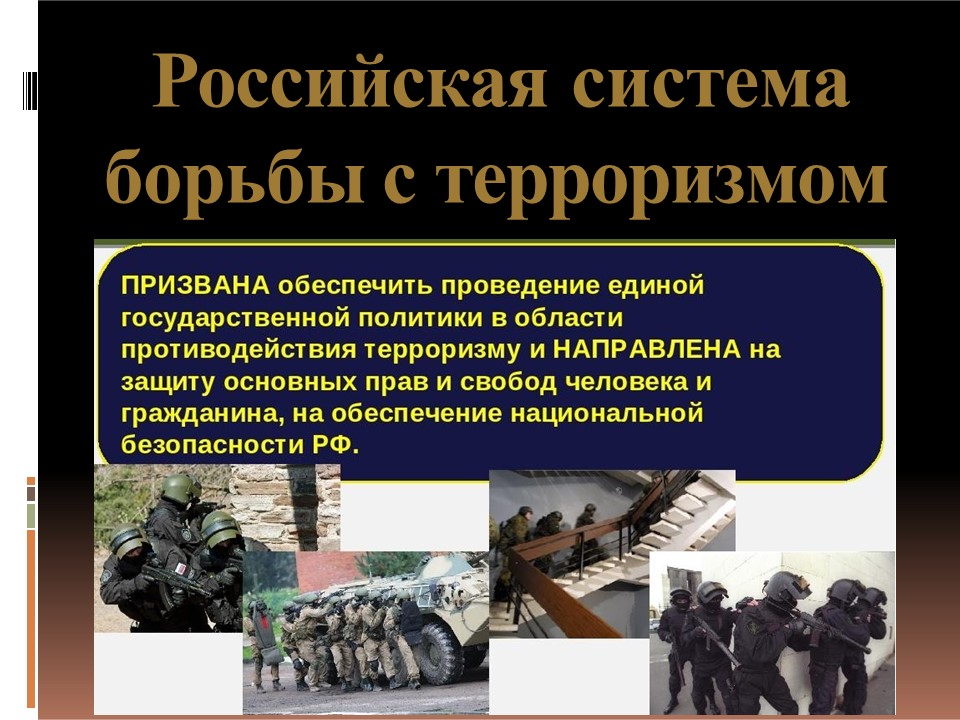 Российская система
борьбы с терроризмом
ПРИЗВАНА обеспечить проведение единой
государственной политики в области
противодействия терроризму и НАПРАВЛЕНА на
защиту основных прав и свобод человека и
гражданина, на обеспечение национальной
безопасности РФ.